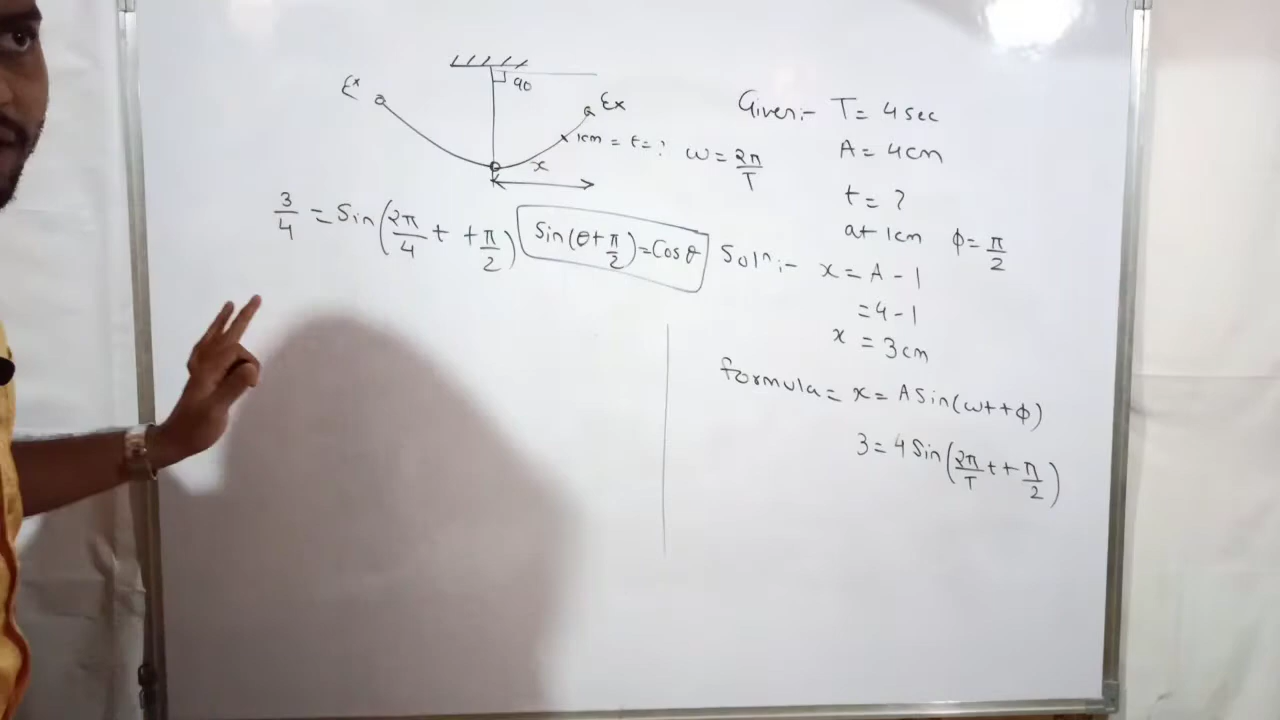 90
Ex
Ex
x 1cm = t = ?
x
ω = 2π/T
3/4 = Sin(2π/4 t + π/2)
Sin(θ+π/2)=Cosθ
Given:- T = 4 sec
A = 4cm
t = ?
at 1cm φ = π/2
Soln:- x = A - 1
= 4 - 1
x = 3cm
formula = x = A Sin(ωt+φ)
3 = 4 Sin(2π/T t + π/2)